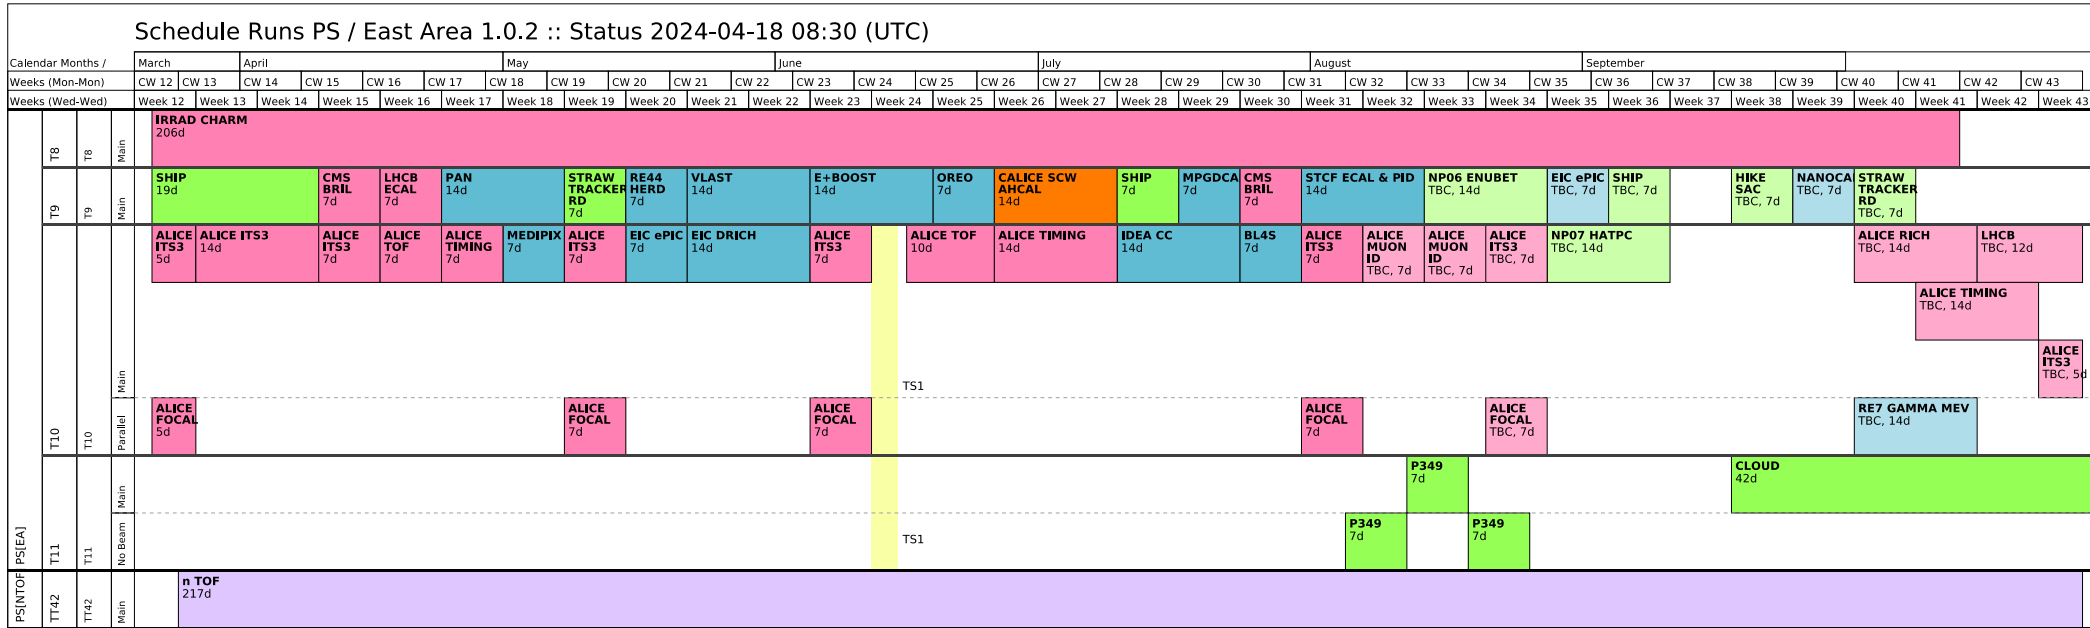 Schedule Runs PS / East Area 1.0.2 :: Status 2024-04-18 08:30 (UTC)
Calendar Months /
March
April
May
June
July
August
September
Weeks (Mon-Mon)
CW 12
CW 13
CW 14
CW 15
CW 16
CW 17
CW 18
CW 19
CW 20
CW 21
CW 22
CW 23
CW 24
CW 25
CW 26
CW 27
CW 28
CW 29
CW 30
CW 31
CW 32
CW 33
CW 34
CW 35
CW 36
CW 37
CW 38
CW 39
CW 40
CW 41
CW 42
CW 43
Weeks (Wed-Wed)
Week 12
Week 13
Week 14
Week 15
Week 16
Week 17
Week 18
Week 19
Week 20
Week 21
Week 22
Week 23
Week 24
Week 25
Week 26
Week 27
Week 28
Week 29
Week 30
Week 31
Week 32
Week 33
Week 34
Week 35
Week 36
Week 37
Week 38
Week 39
Week 40
Week 41
Week 42
Week 43
PS[EA]
T8
T8
Main
IRRAD CHARM
206d
T9
T9
Main
SHIP
19d
CMS
BRIL
7d
LHCB
ECAL
7d
PAN
14d
STRAW
TRACKER
RD
7d
RE44
HERD
7d
VLAST
14d
E+BOOST
14d
OREO
7d
CALICE SCW
AHCAL
14d
SHIP
7d
MPGDCA
7d
CMS
BRIL
7d
STCF ECAL & PID
14d
NP06 ENUBET
TBC, 14d
EIC ePIC
TBC, 7d
SHIP
TBC, 7d
HIKE
SAC
TBC, 7d
NANOCA
TBC, 7d
STRAW
TRACKER
RD
TBC, 7d
T10
T10
Main
ALICE
ITS3
5d
ALICE ITS3
14d
ALICE
ITS3
7d
ALICE
TOF
7d
ALICE
TIMING
7d
MEDIPIX
7d
ALICE
ITS3
7d
EIC ePIC
7d
EIC DRICH
14d
ALICE
ITS3
7d
ALICE TOF
10d
ALICE TIMING
14d
IDEA CC
14d
BL4S
7d
ALICE
ITS3
7d
ALICE
MUON
ID
TBC, 7d
ALICE
MUON
ID
TBC, 7d
ALICE
ITS3
TBC, 7d
NP07 HATPC
TBC, 14d
ALICE RICH
TBC, 14d
LHCB
TBC, 12d
ALICE TIMING
TBC, 14d
ALICE
ITS3
TBC, 5d
TS1
Parallel
ALICE
FOCAL
5d
ALICE
FOCAL
7d
ALICE
FOCAL
7d
ALICE
FOCAL
7d
ALICE
FOCAL
TBC, 7d
RE7 GAMMA MEV
TBC, 14d
T11
T11
Main
P349
7d
CLOUD
42d
No Beam
TS1
P349
7d
P349
7d
PS[NTOF
TT42
TT42
Main
n TOF
217d